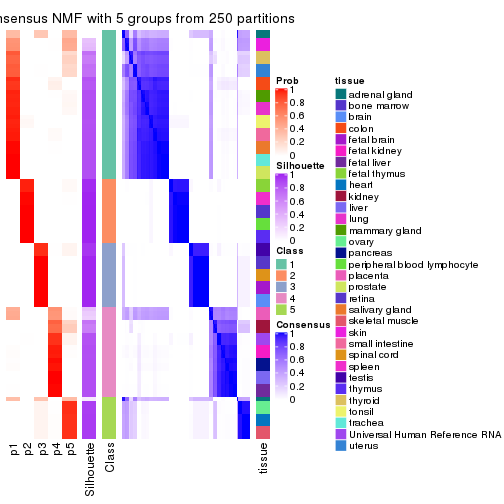 nsensus NMF with 5 groups from 250 partitions
Prob
1
0.8
0.6
0.4
0.2
0
Silhouette
1
0.8
0.6
0.4
0.2
0
Class
1
2
3
4
5
Consensus
1
0.8
0.6
0.4
0.2
0
tissue
adrenal gland
bone marrow
brain
colon
fetal brain
fetal kidney
fetal liver
fetal thymus
heart
kidney
liver
lung
mammary gland
ovary
pancreas
peripheral blood lymphocyte
placenta
prostate
retina
salivary gland
skeletal muscle
skin
small intestine
spinal cord
spleen
testis
thymus
thyroid
tonsil
trachea
Universal Human Reference RNA
uterus
p1
p2
p3
p4
p5
Silhouette
Class
tissue